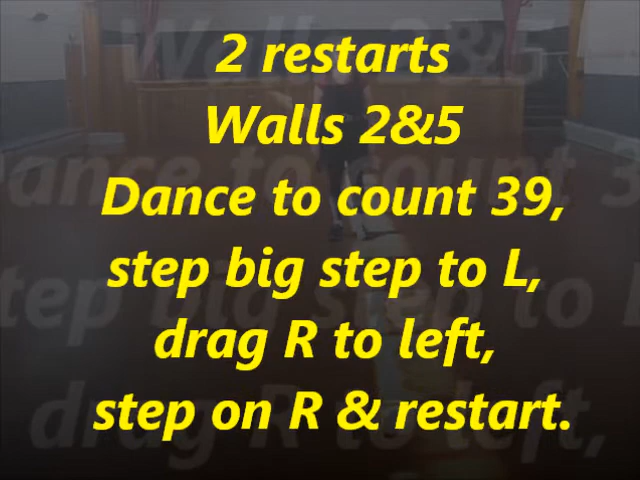 2 restarts
Walls 2&5
Dance to count 39,
step big step to L,
drag R to left,
step on R & restart.